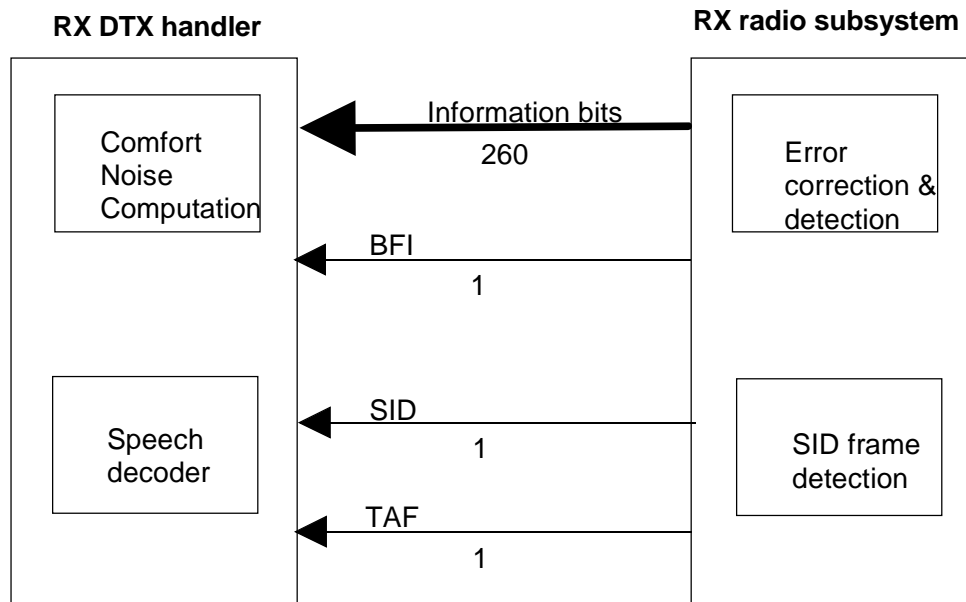 RX DTX handler
RX radio subsystem
Comfort
Noise
Computation
Information bits
260
Error
correction &
detection
BFI
1
Speech
decoder
SID
1
SID frame
detection
TAF
1